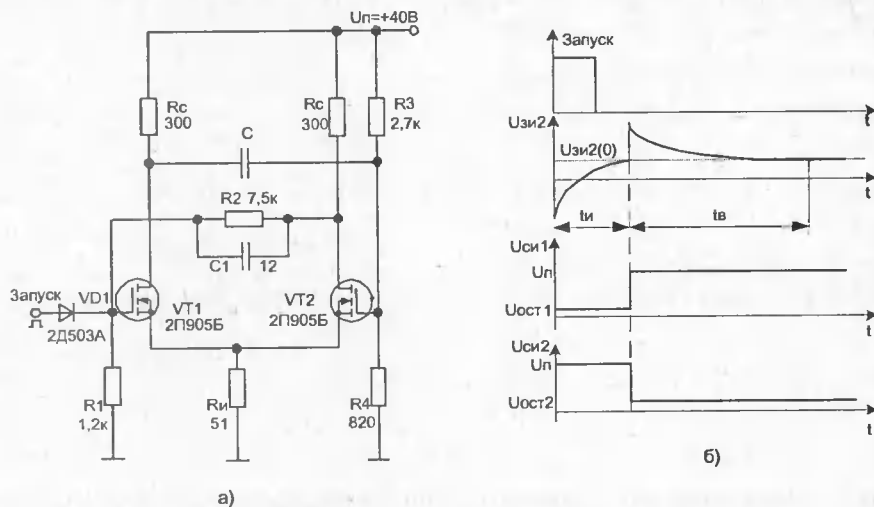 Uп=+40В
Rс
300
Rс
300
R3
2,7к
C
R2 7,5к
C1
12
Запуск
VD1
2Д503А
VT1
2П905Б
VT2
2П905Б
R1
1,2к
Rи
51
R4
820
а)
Запуск
t
Uзи2
Uзи2(0)
t
tи
tв
Uси1
Uп
Uост1
t
Uси2
Uп
Uост2
t
б)